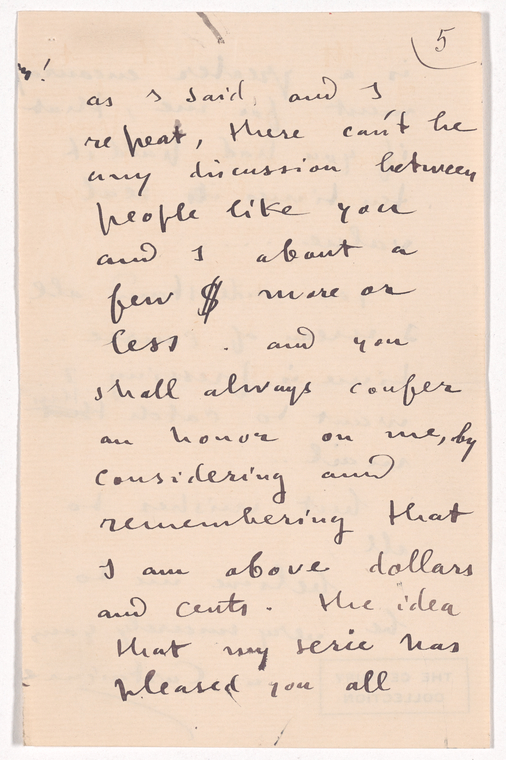 5
as I said, and I
repeat, there can't be
any discussion between
people like you
and I about a
few $ more or
less . and you
shall always confer
an honor on me, by
considering and
remembering that
I am above dollars
and cents. The idea
that my serie has
pleased you all